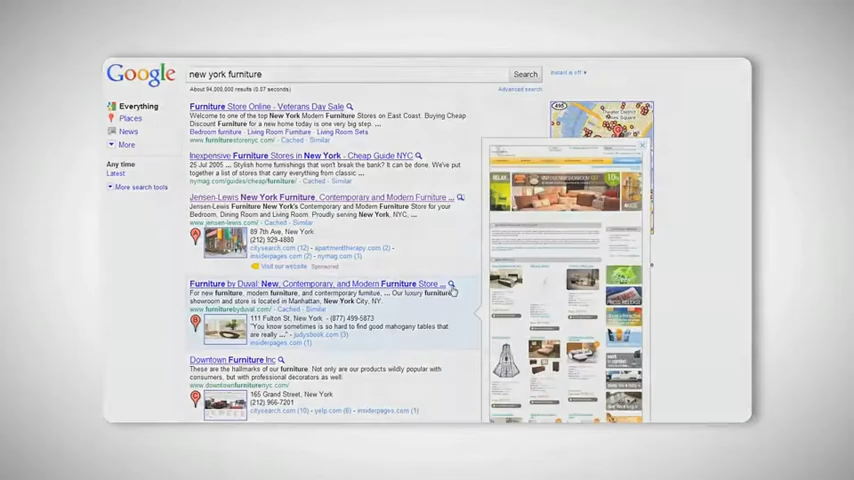 Google
new york furniture
Search
Instant is off ▾
About 94,000,000 results (0.07 seconds)
Advanced search
Everything
Places
News
More
Any time
Latest
More search tools
Furniture Store Online - Veterans Day Sale
Welcome to one of the top New York Modern Furniture Stores on East Coast. Buying Cheap
Discount Furniture for a new home today is one very big step. ...
Bedroom furniture - Living Room Furniture - Living Room Sets
www.furniturestorenyc.com/ - Cached - Similar
Inexpensive Furniture Stores in New York - Cheap Guide NYC
25 Jul 2005 ... Stylish home furnishings that won't break the bank? It can be done. We've put
together a list of stores that carry everything from classic ...
nymag.com/guides/cheap/furniture/ - Cached - Similar
Jensen-Lewis New York Furniture, Contemporary and Modern Furniture ...
Jensen-Lewis Furniture New York's Contemporary and Modern Furniture Store for your
Bedroom, Dining Room and Living Room. Proudly serving New York, NYC, ...
www.jensen-lewis.com/ - Cached - Similar
A
89 7th Ave, New York
(212) 929-4880
citysearch.com (12) - apartmenttherapy.com (2) -
insiderpages.com (2) - nymag.com (1)
Visit our website Sponsored
Furniture by Duval: New, Contemporary, and Modern Furniture Store ...
For new furniture, modern furniture, and contemporary furnitue, ... Our luxury furniture
showroom and store is located in Manhattan, New York City, NY.
www.furniturebyduval.com/ - Cached - Similar
B
111 Fulton St, New York - (877) 499-5873
"You know sometimes is so hard to find good mahogany tables that
are really ..." - judysbook.com (3)
insiderpages.com (1)
Downtown Furniture Inc
These are the hallmarks of our furniture. Not only are our products wildly popular with
consumers, but with professional decorators as well.
www.downtownfurniturenyc.com/
C
165 Grand Street, New York
(212) 966-7201
citysearch.com (10) - yelp.com (6) - insiderpages.com (1)
495
RELAX
10%
PRESS RELEASE